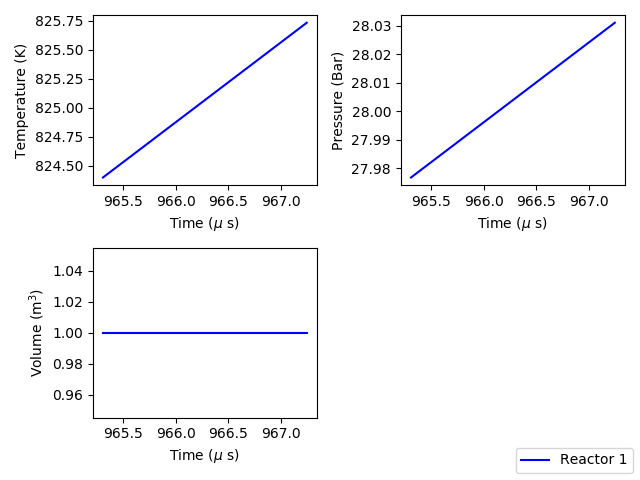 825.75
825.50
825.25
825.00
824.75
824.50
Temperature (K)
965.5 966.0 966.5 967.0
Time (μ s)
28.03
28.02
28.01
28.00
27.99
27.98
Pressure (Bar)
965.5 966.0 966.5 967.0
Time (μ s)
1.04
1.02
1.00
0.98
0.96
Volume (m³)
965.5 966.0 966.5 967.0
Time (μ s)
Reactor 1